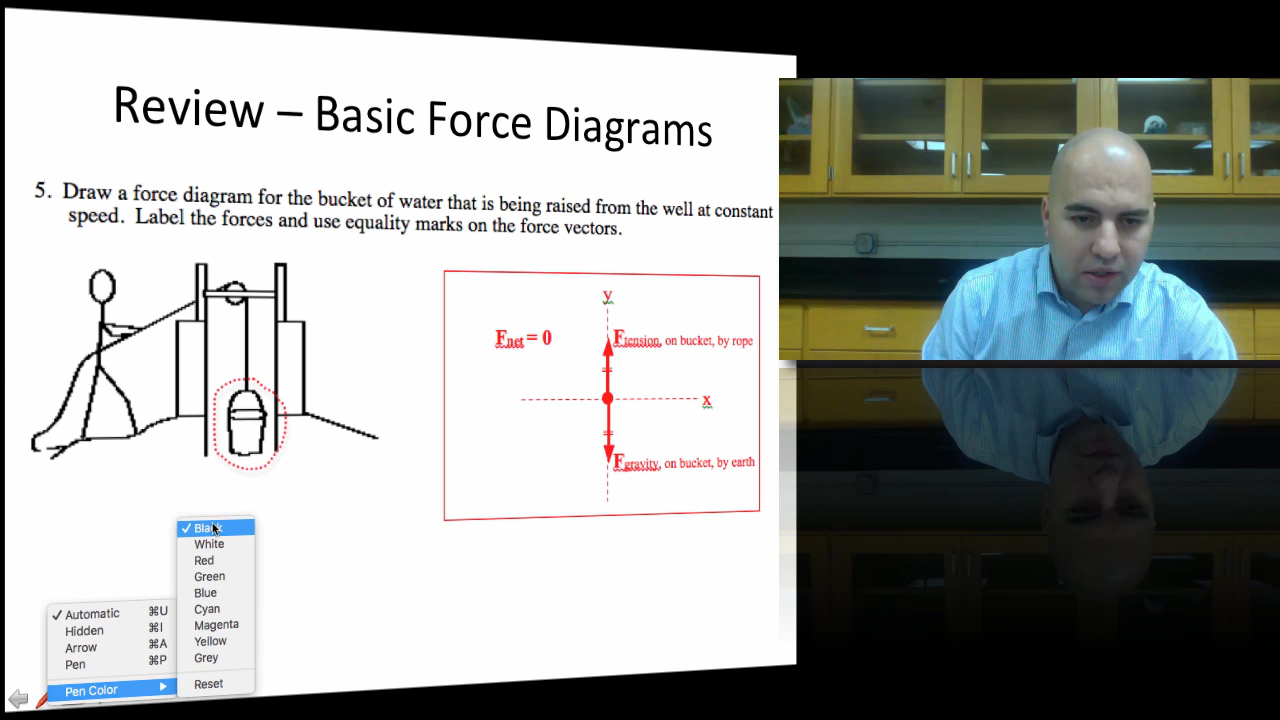 Review – Basic Force Diagrams
5. Draw a force diagram for the bucket of water that is being raised from the well at constant
speed. Label the forces and use equality marks on the force vectors.
y
Fnet = 0
Ftension, on bucket, by rope
x
Fgravity, on bucket, by earth
✓ Black
White
Red
Green
Blue
Cyan
Magenta
Yellow
Grey
Reset
✓ Automatic ⌘U
Hidden ⌘I
Arrow ⌘A
Pen ⌘P
Pen Color ▶